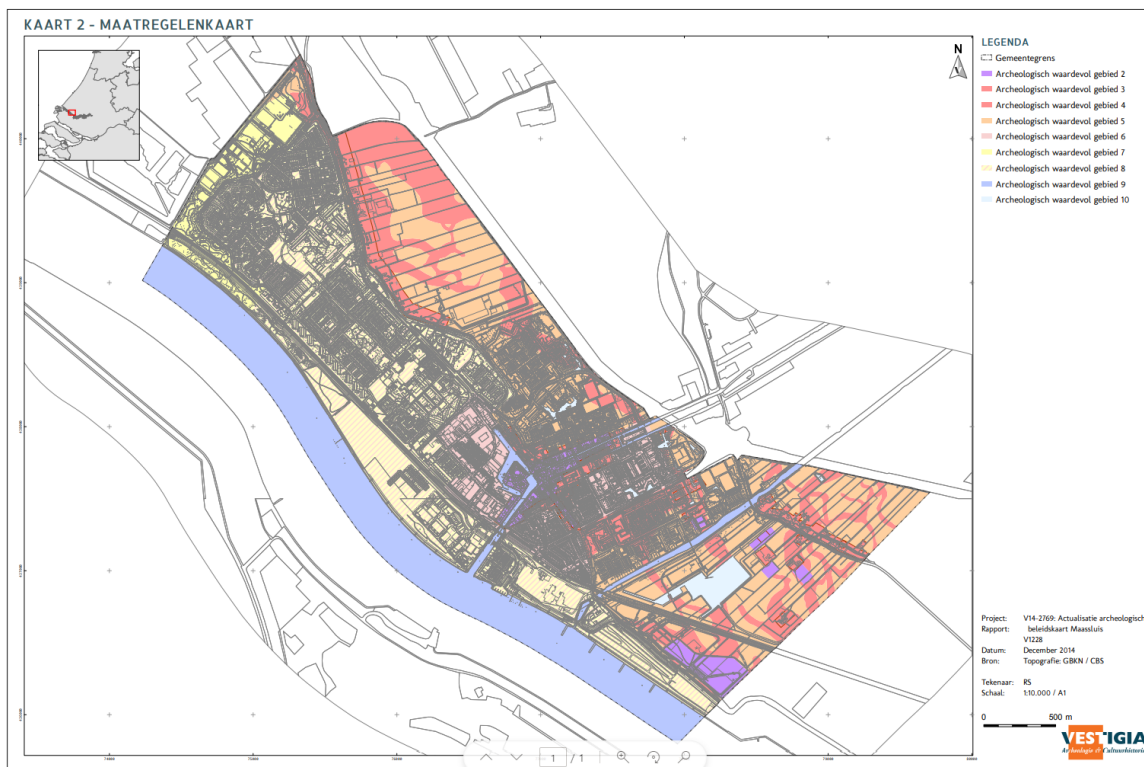 KAART 2 - MAATREGELENKAART
N
LEGENDA
Gemeentegrens
Archeologisch waardevol gebied 2
Archeologisch waardevol gebied 3
Archeologisch waardevol gebied 4
Archeologisch waardevol gebied 5
Archeologisch waardevol gebied 6
Archeologisch waardevol gebied 7
Archeologisch waardevol gebied 8
Archeologisch waardevol gebied 9
Archeologisch waardevol gebied 10
Project: V14-2769: Actualisatie archeologisch
Rapport: beleidskaart Maassluis
V1228
Datum: December 2014
Bron: Topografie: GBKN / CBS
Tekenaar: RS
Schaal: 1:10.000 / A1
0 500 m
VESTIGIA
Archeologie & Cultuurhistorie
1 / 1